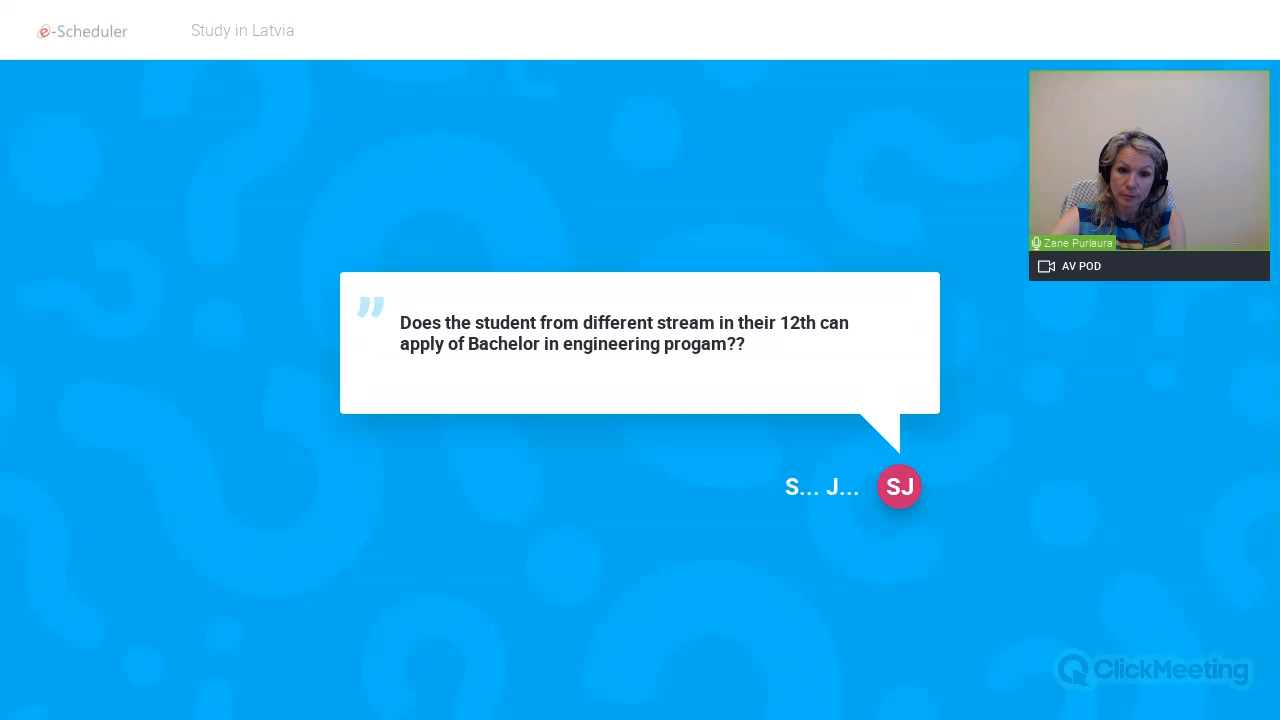 e-Scheduler
Study in Latvia
Zane Purlaura
AV POD
Does the student from different stream in their 12th can
apply of Bachelor in engineering progam??
S... J...
SJ
ClickMeeting